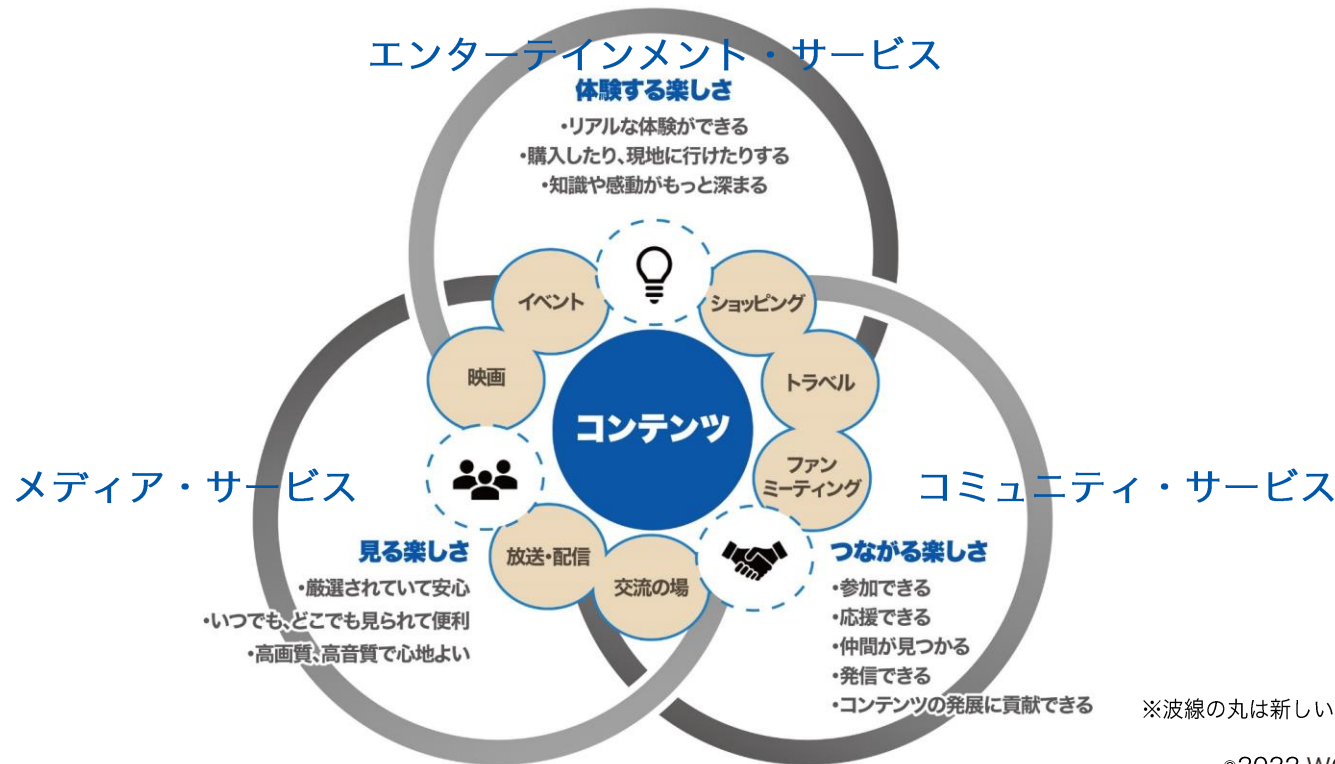 エンターテインメント・サービス
体験する楽しさ
・リアルな体験ができる
・購入したり、現地に行けたりする
・知識や感動がもっと深まる
イベント
ショッピング
映画
トラベル
コンテンツ
ファン
ミーティング
メディア・サービス
コミュニティ・サービス
見る楽しさ
・厳選されていて安心
・いつでも、どこでも見られて便利
・高画質、高音質で心地よい
放送・配信
交流の場
つながる楽しさ
・参加できる
・応援できる
・仲間が見つかる
・発信できる
・コンテンツの発展に貢献できる
※波線の丸は新しい